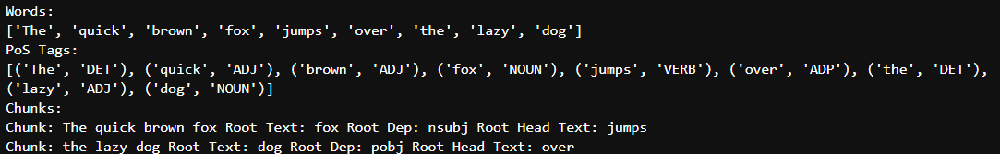 Words:
['The', 'quick', 'brown', 'fox', 'jumps', 'over', 'the', 'lazy', 'dog']
PoS Tags:
[('The', 'DET'), ('quick', 'ADJ'), ('brown', 'ADJ'), ('fox', 'NOUN'), ('jumps', 'VERB'), ('over', 'ADP'), ('the', 'DET'),
('lazy', 'ADJ'), ('dog', 'NOUN')]
Chunks:
Chunk: The quick brown fox Root Text: fox Root Dep: nsubj Root Head Text: jumps
Chunk: the lazy dog Root Text: dog Root Dep: pobj Root Head Text: over